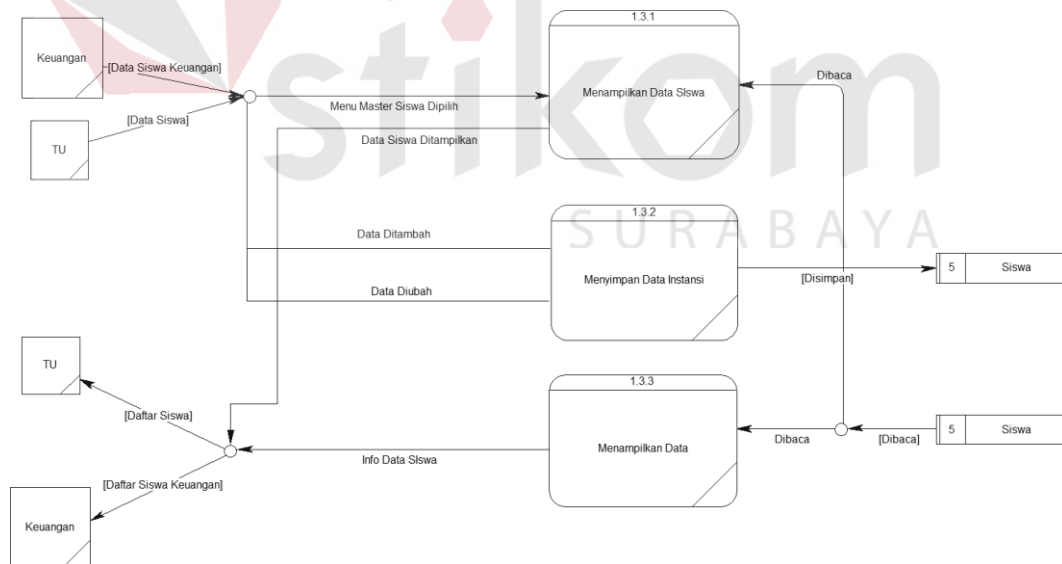 1.3.1
Keuangan
[Data Siswa Keuangan]
Dibaca
Menampilkan Data SIswa
Menu Master Siswa Dipilih
[Data Siswa]
TU
Data Siswa Ditampilkan
stikom
SURABAYA
1.3.2
Data Ditambah
5 Siswa
Menyimpan Data Instansi
[Disimpan]
Data Diubah
TU
1.3.3
[Daftar Siswa]
5 Siswa
Dibaca
[Dibaca]
Menampilkan Data
Info Data SIswa
[Daftar Siswa Keuangan]
Keuangan